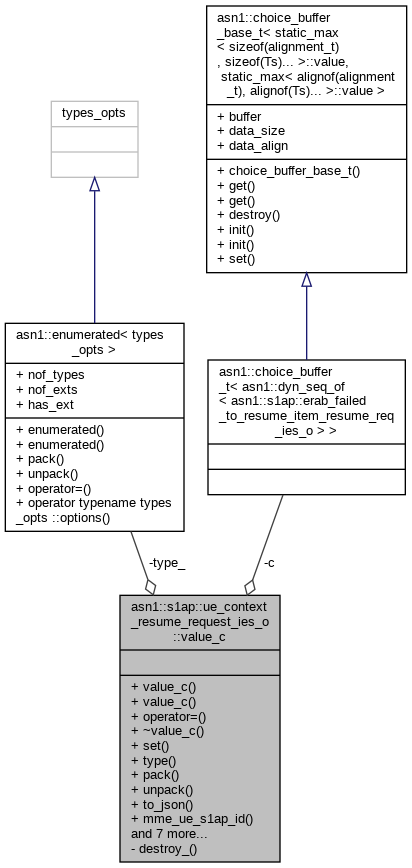 asn1::choice_buffer
_base_t< static_max
< sizeof(alignment_t)
, sizeof(Ts)... >::value,
static_max< alignof(alignment
_t), alignof(Ts)... >::value >
+ buffer
+ data_size
+ data_align
+ choice_buffer_base_t()
+ get()
+ get()
+ destroy()
+ init()
+ init()
+ set()
types_opts
asn1::enumerated< types
_opts >
+ nof_types
+ nof_exts
+ has_ext
+ enumerated()
+ enumerated()
+ pack()
+ unpack()
+ operator=()
+ operator typename types
_opts ::options()
asn1::choice_buffer
_t< asn1::dyn_seq_of
< asn1::s1ap::erab_failed
_to_resume_item_resume_req
_ies_o > >
-type_
-c
asn1::s1ap::ue_context
_resume_request_ies_o
::value_c
+ value_c()
+ value_c()
+ operator=()
+ ~value_c()
+ set()
+ type()
+ pack()
+ unpack()
+ to_json()
+ mme_ue_s1ap_id()
and 7 more...
- destroy_()